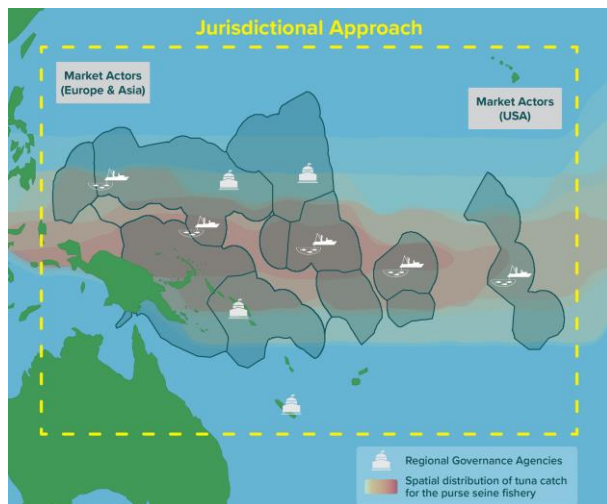 Jurisdictional Approach
Market Actors
(Europe & Asia)
Market Actors
(USA)
Regional Governance Agencies
Spatial distribution of tuna catch
for the purse seine fishery